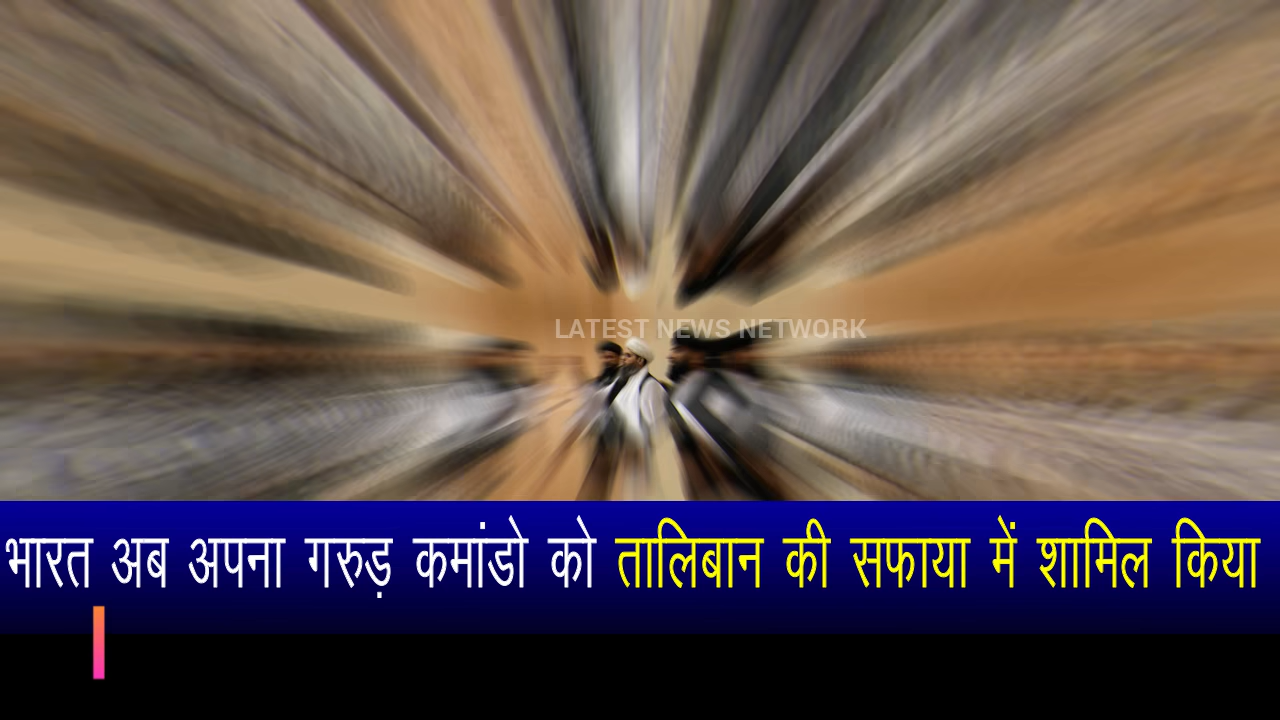 LATEST NEWS NETWORK
भारत अब अपना गरुड़ कमांडो को तालिबान की सफाया में शामिल किया